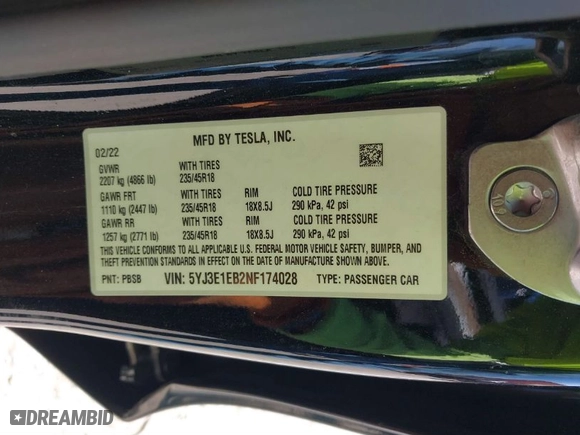 MFD BY TESLA, INC.
02/22
GVWR WITH TIRES
2207 kg (4866 lb) 235/45R18
GAWR FRT WITH TIRES RIM COLD TIRE PRESSURE
1110 kg (2447 lb) 235/45R18 18X8.5J 290 kPa, 42 psi
GAWR RR WITH TIRES RIM COLD TIRE PRESSURE
1257 kg (2771 lb) 235/45R18 18X8.5J 290 kPa, 42 psi
THIS VEHICLE CONFORMS TO ALL APPLICABLE U.S. FEDERAL MOTOR VEHICLE SAFETY, BUMPER, AND
THEFT PREVENTION STANDARDS IN EFFECT ON THE DATE OF MANUFACTURE SHOWN ABOVE.
PNT: PBSB VIN: 5YJ3E1EB2NF174028 TYPE: PASSENGER CAR
DREAMBID